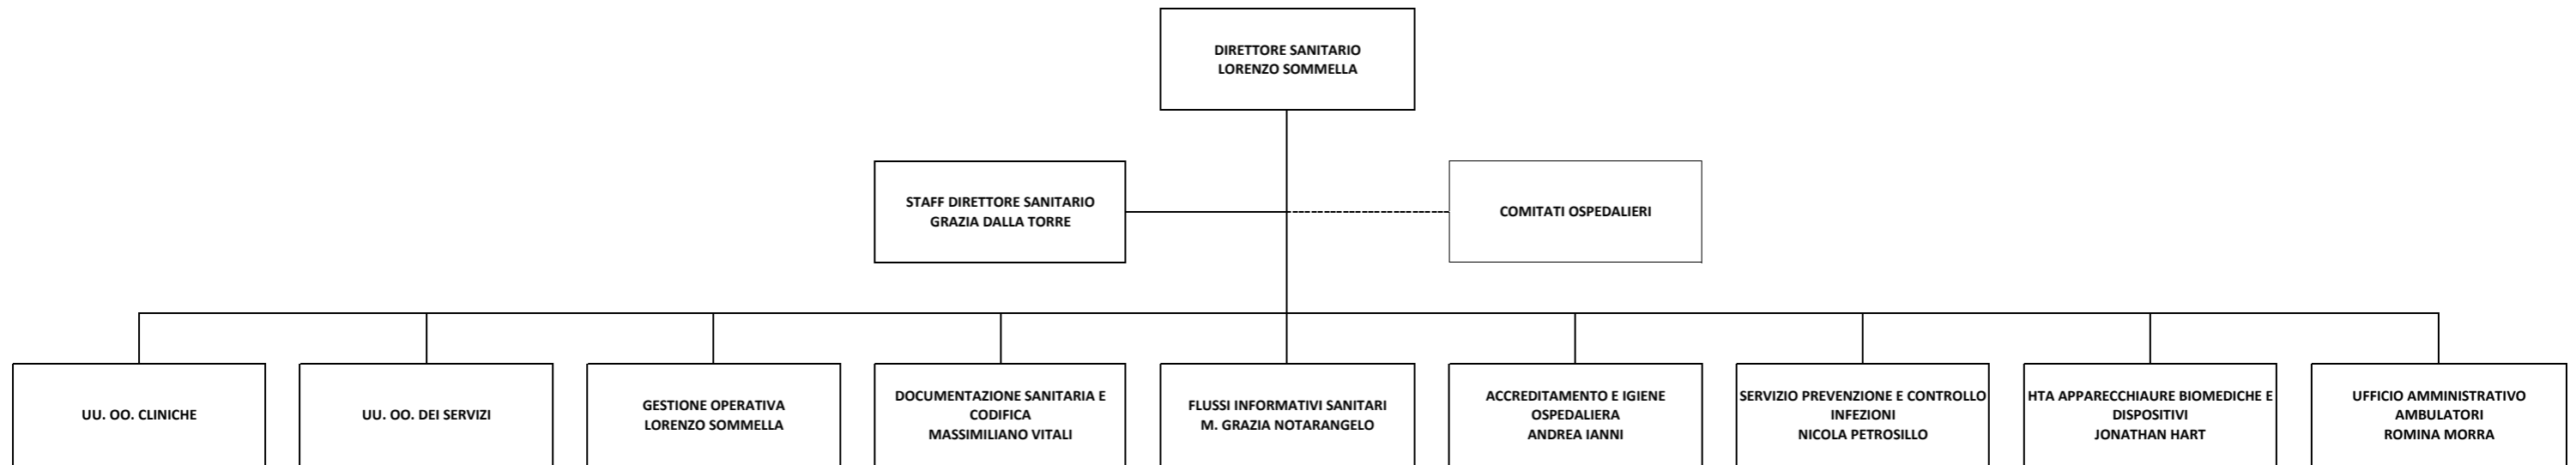 DIRETTORE SANITARIO
LORENZO SOMMELLA
STAFF DIRETTORE SANITARIO
GRAZIA DALLA TORRE
COMITATI OSPEDALIERI
UU. OO. CLINICHE
UU. OO. DEI SERVIZI
GESTIONE OPERATIVA
LORENZO SOMMELLA
DOCUMENTAZIONE SANITARIA E
CODIFICA
MASSIMILIANO VITALI
FLUSSI INFORMATIVI SANITARI
M. GRAZIA NOTARANGELO
ACCREDITAMENTO E IGIENE
OSPEDALIERA
ANDREA IANNI
SERVIZIO PREVENZIONE E CONTROLLO
INFEZIONI
NICOLA PETROSILLO
HTA APPARECCHIAURE BIOMEDICHE E
DISPOSITIVI
JONATHAN HART
UFFICIO AMMINISTRATIVO
AMBULATORI
ROMINA MORRA